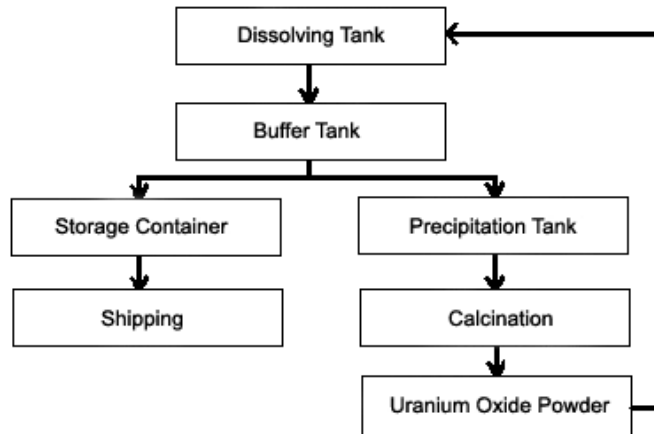 Dissolving Tank
Buffer Tank
Storage Container
Precipitation Tank
Shipping
Calcination
Uranium Oxide Powder